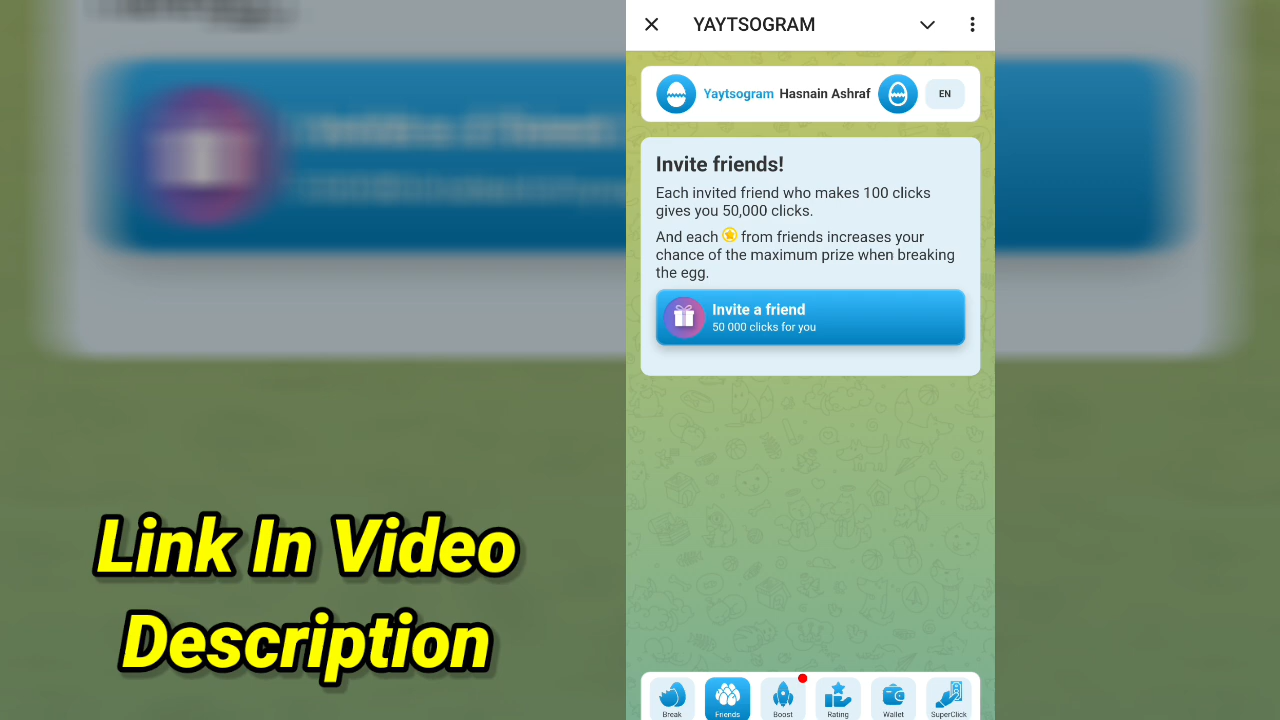 YAYTSOGRAM
Yaytsogram Hasnain Ashraf
EN
Invite friends!
Each invited friend who makes 100 clicks
gives you 50,000 clicks.
And each from friends increases your
chance of the maximum prize when breaking
the egg.
Invite a friend
50 000 clicks for you
Link In Video
Description
Break
Friends
Boost
Rating
Wallet
SuperClick